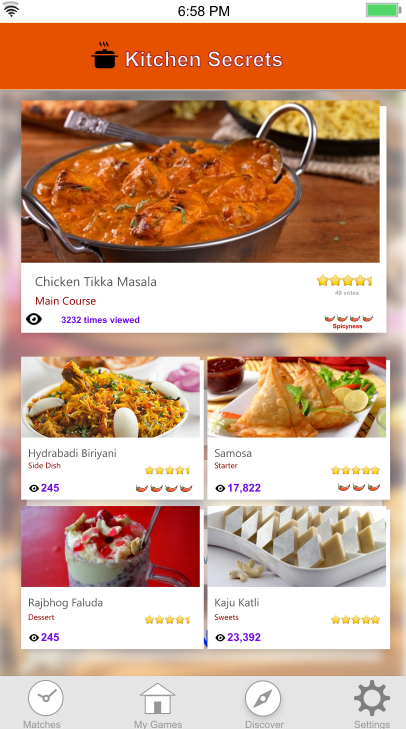 6:58 PM
Kitchen Secrets
Chicken Tikka Masala
49 votes
Main Course
3232 times viewed
Spicyness
Hydrabadi Biriyani
Side Dish
245
Samosa
Starter
17,822
Rajbhog Faluda
Dessert
245
Kaju Katli
Sweets
23,392
Matches
My Games
Discover
Settings